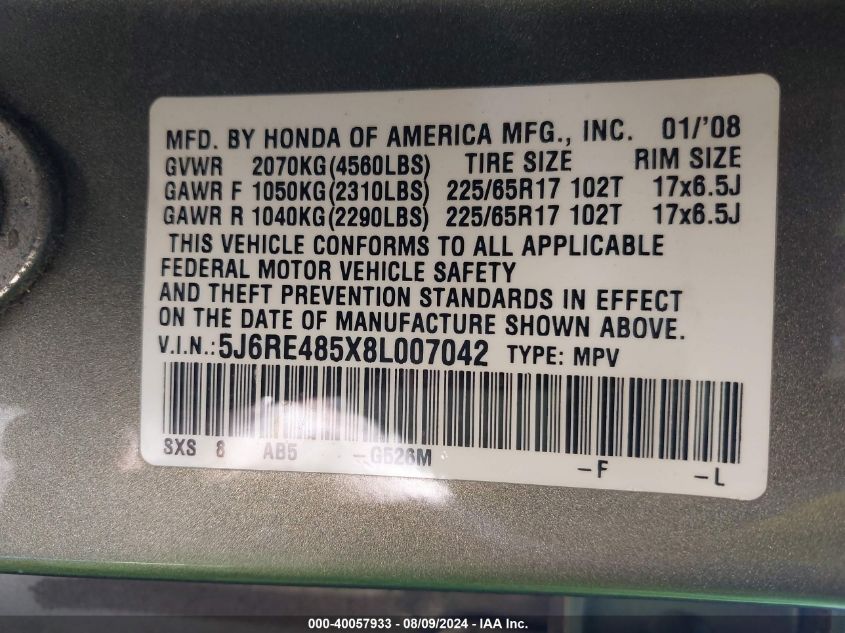 MFD. BY HONDA OF AMERICA MFG., INC. 01/'08
GVWR 2070KG(4560LBS) TIRE SIZE RIM SIZE
GAWR F 1050KG(2310LBS) 225/65R17 102T 17x6.5J
GAWR R 1040KG(2290LBS) 225/65R17 102T 17x6.5J
THIS VEHICLE CONFORMS TO ALL APPLICABLE
FEDERAL MOTOR VEHICLE SAFETY
AND THEFT PREVENTION STANDARDS IN EFFECT
ON THE DATE OF MANUFACTURE SHOWN ABOVE.
V.I.N.: 5J6RE485X8L007042 TYPE: MPV
SXS 8 AB5 -G526M -F -L
000-40057933 - 08/09/2024 - IAA Inc.